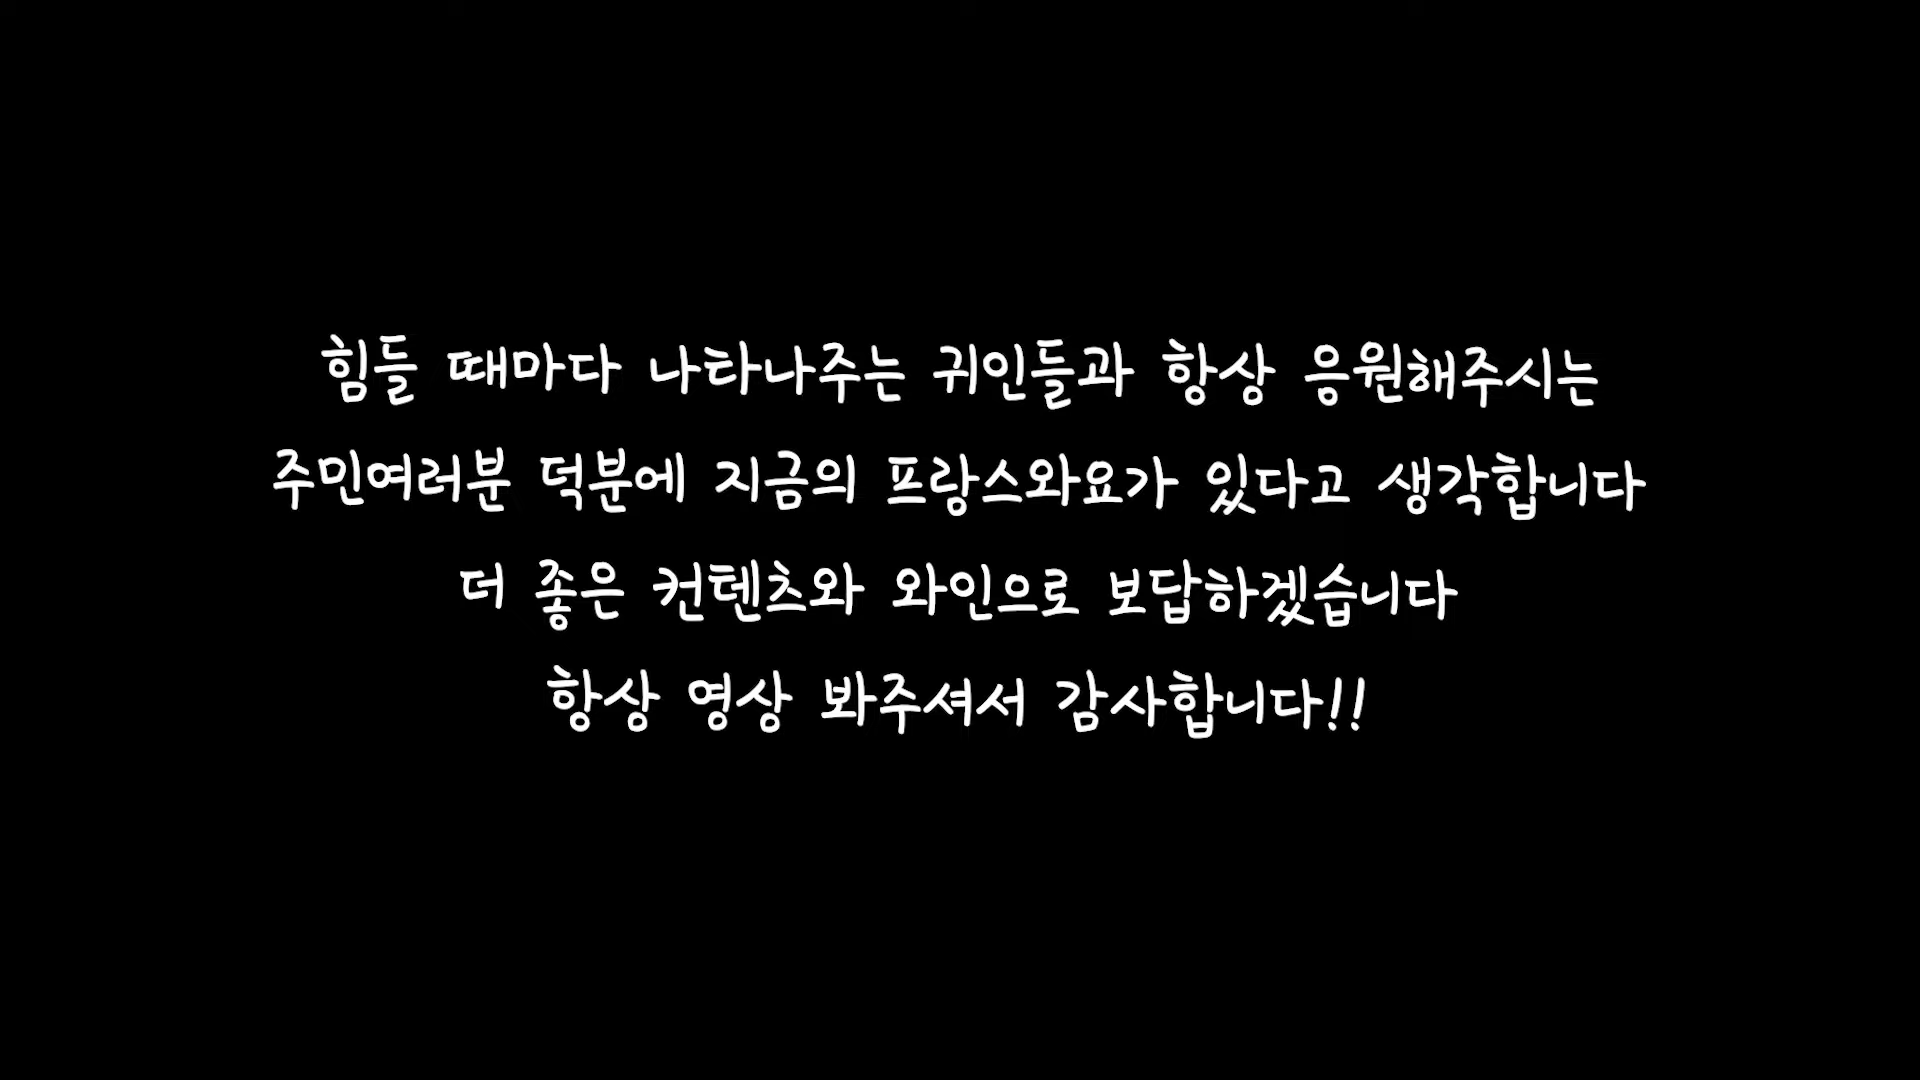 힘들 때마다 나타나주는 귀인들과 항상 응원해주시는
주민여러분 덕분에 지금의 프랑스와요가 있다고 생각합니다
더 좋은 컨텐츠와 와인으로 보답하겠습니다
항상 영상 봐주셔서 감사합니다!!